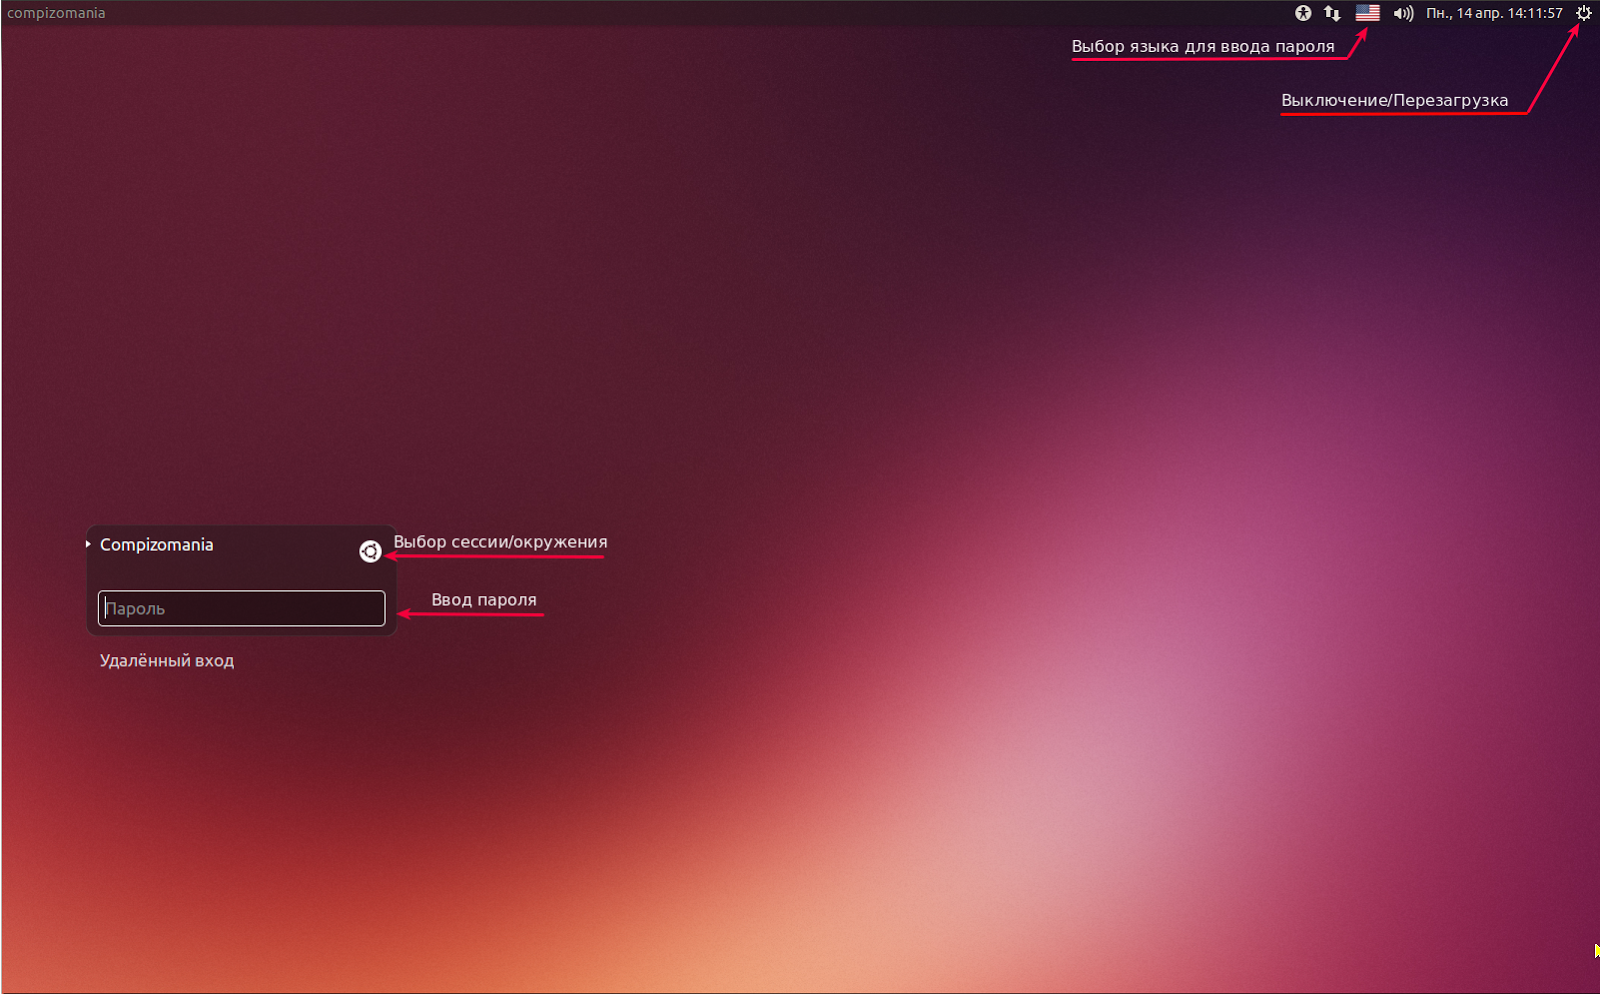 compizomania
Пн., 14 апр. 14:11:57
Выбор языка для ввода пароля
Выключение/Перезагрузка
Compizomania
Выбор сессии/окружения
Ввод пароля
Пароль
Удалённый вход